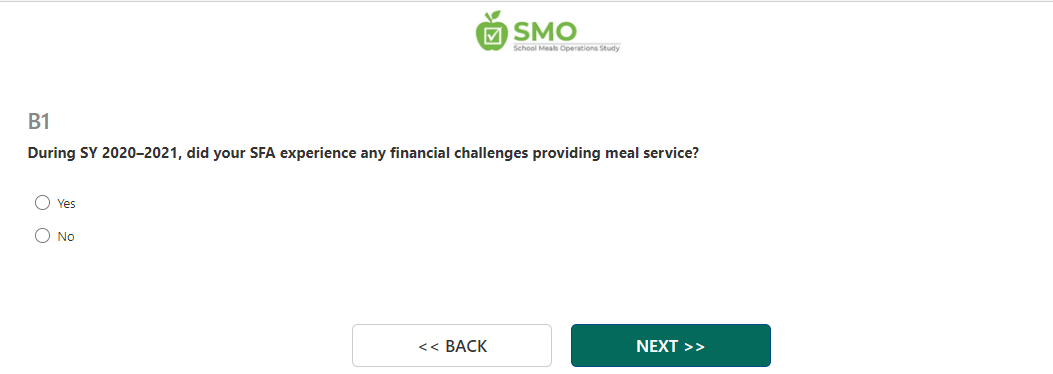 SMO
School Meals Operations Study
B1
During SY 2020–2021, did your SFA experience any financial challenges providing meal service?
Yes
No
<< BACK
NEXT >>